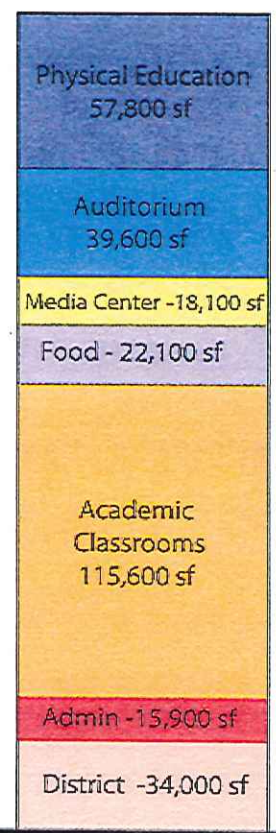 Physical Education
57,800 sf
Auditorium
39,600 sf
Media Center -18,100 sf
Food - 22,100 sf
Academic
Classrooms
115,600 sf
Admin -15,900 sf
District -34,000 sf